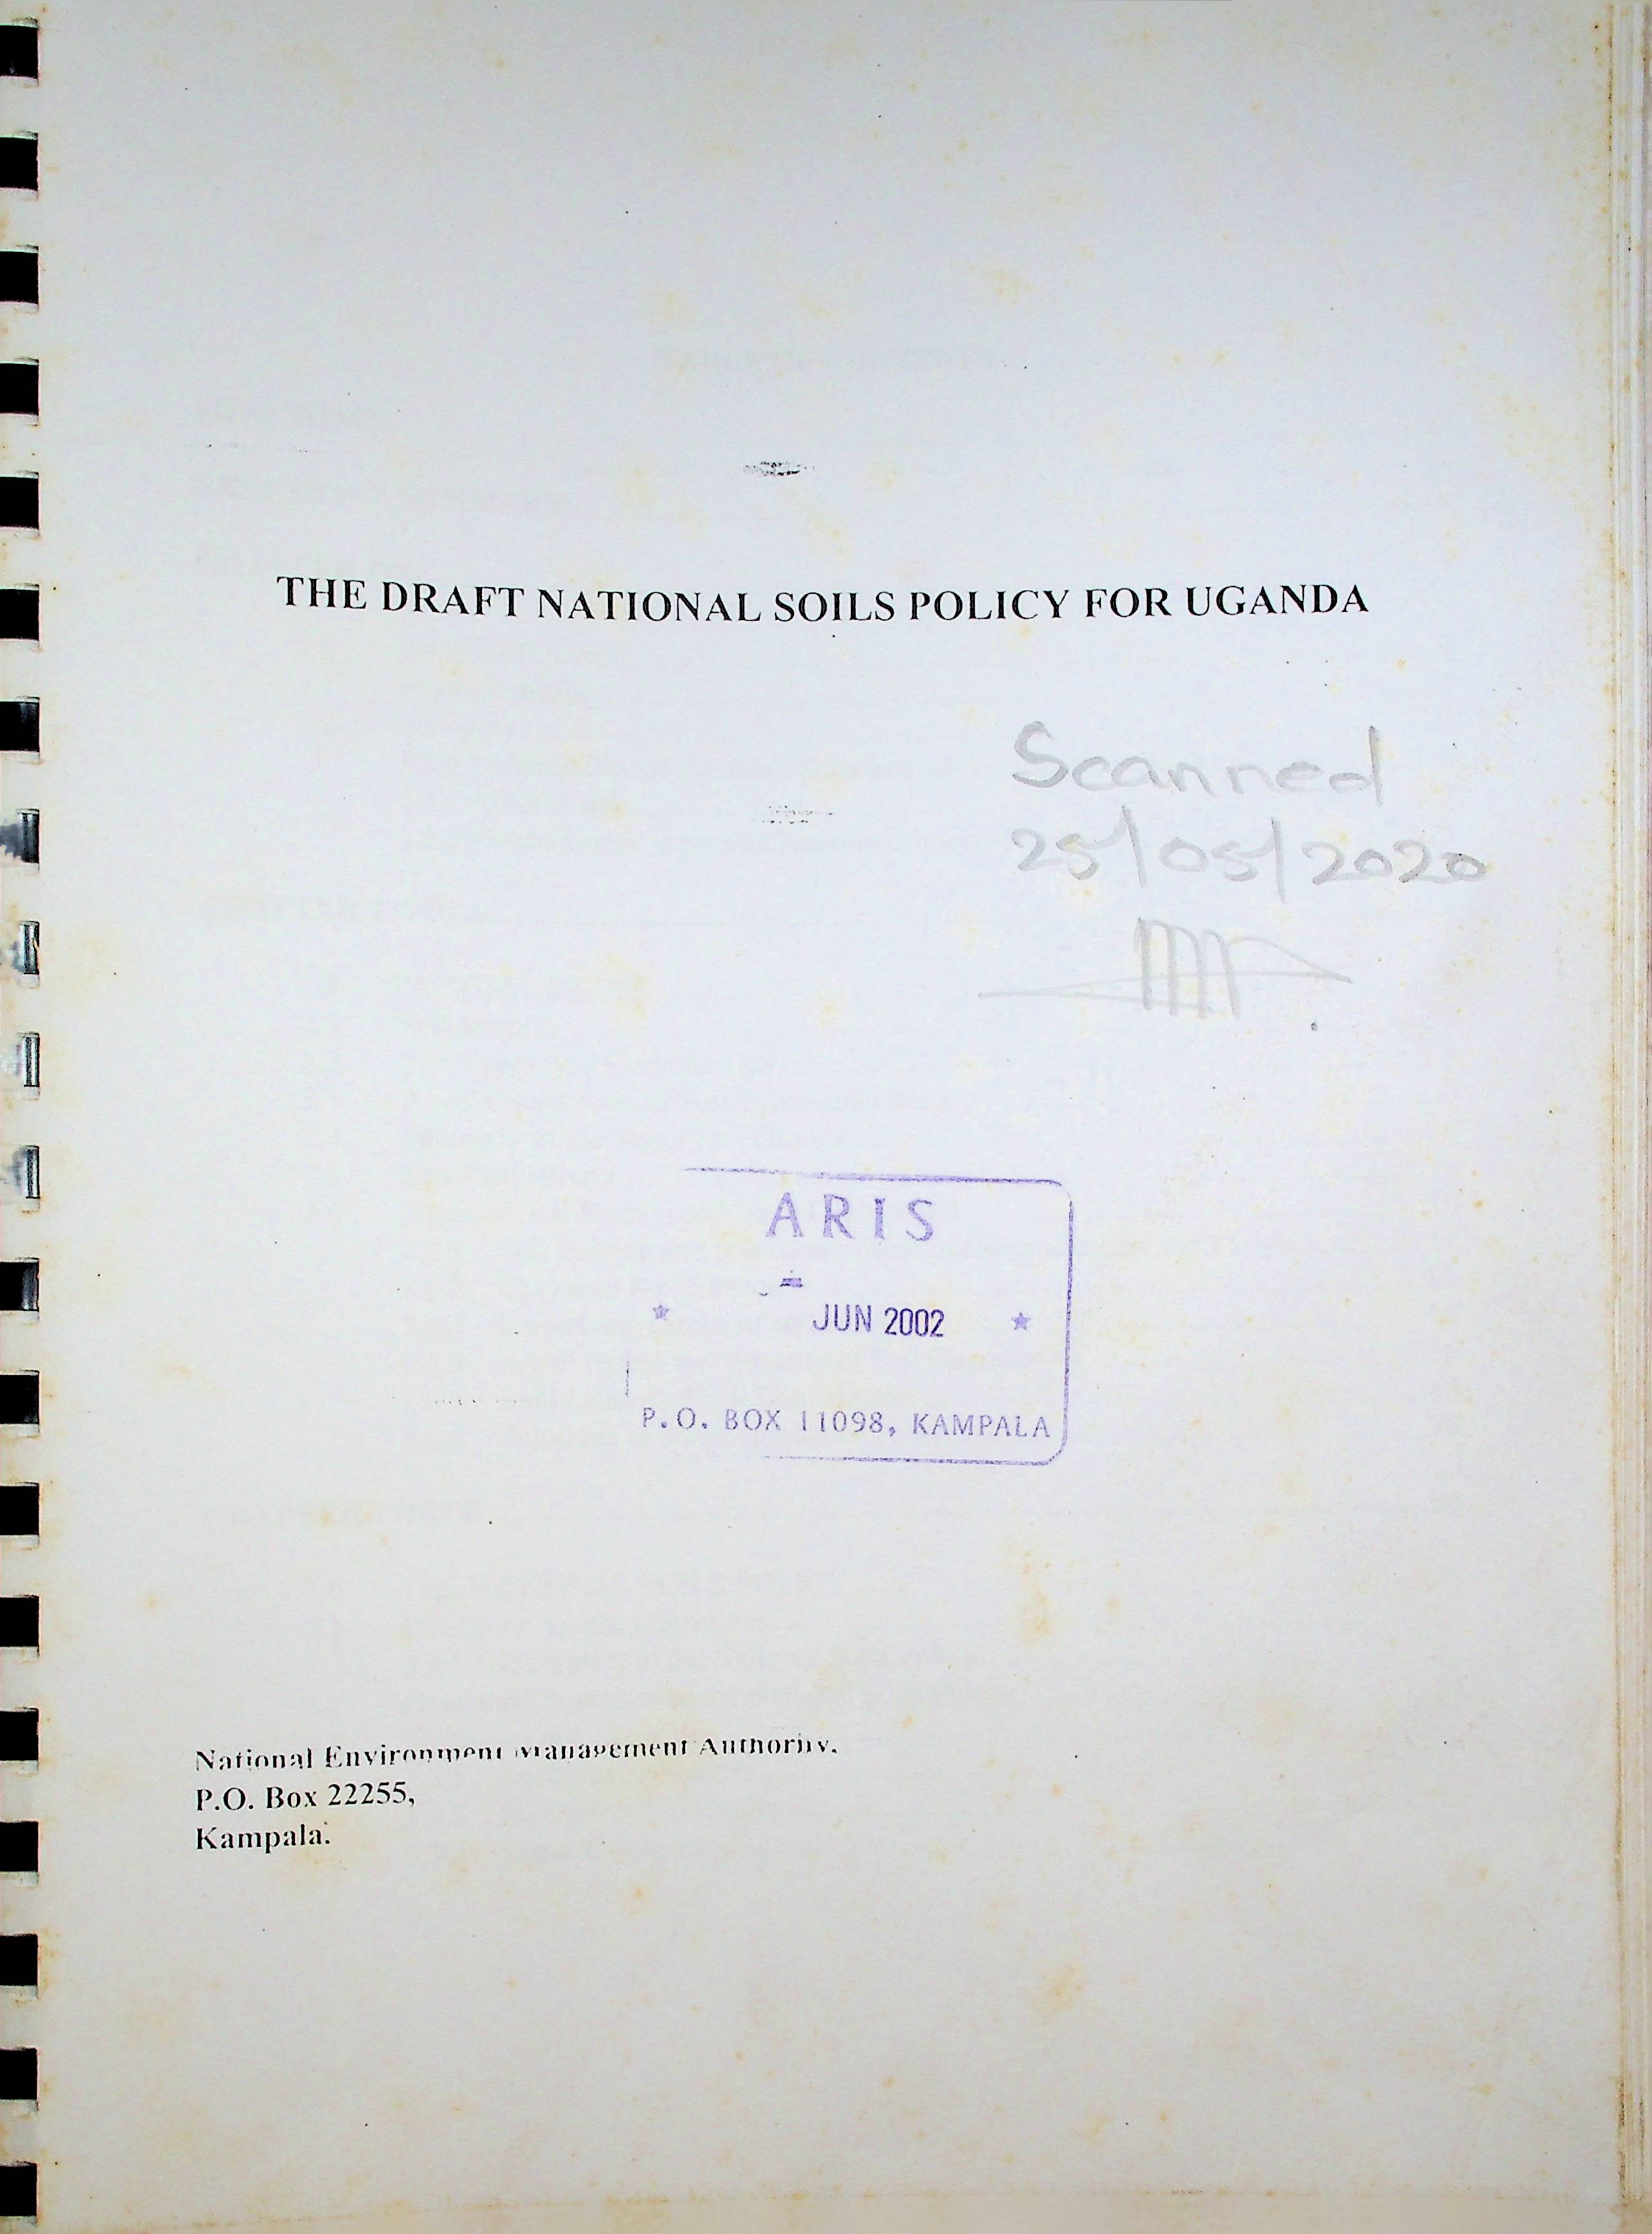 THE DRAFT NATIONAL SOILS POLICY FOR UGANDA
Scanned
25/05/2020
ARIS
JUN 2002
P.O. BOX 11098, KAMPALA
National Environment Management Authority,
P.O. Box 22255,
Kampala.